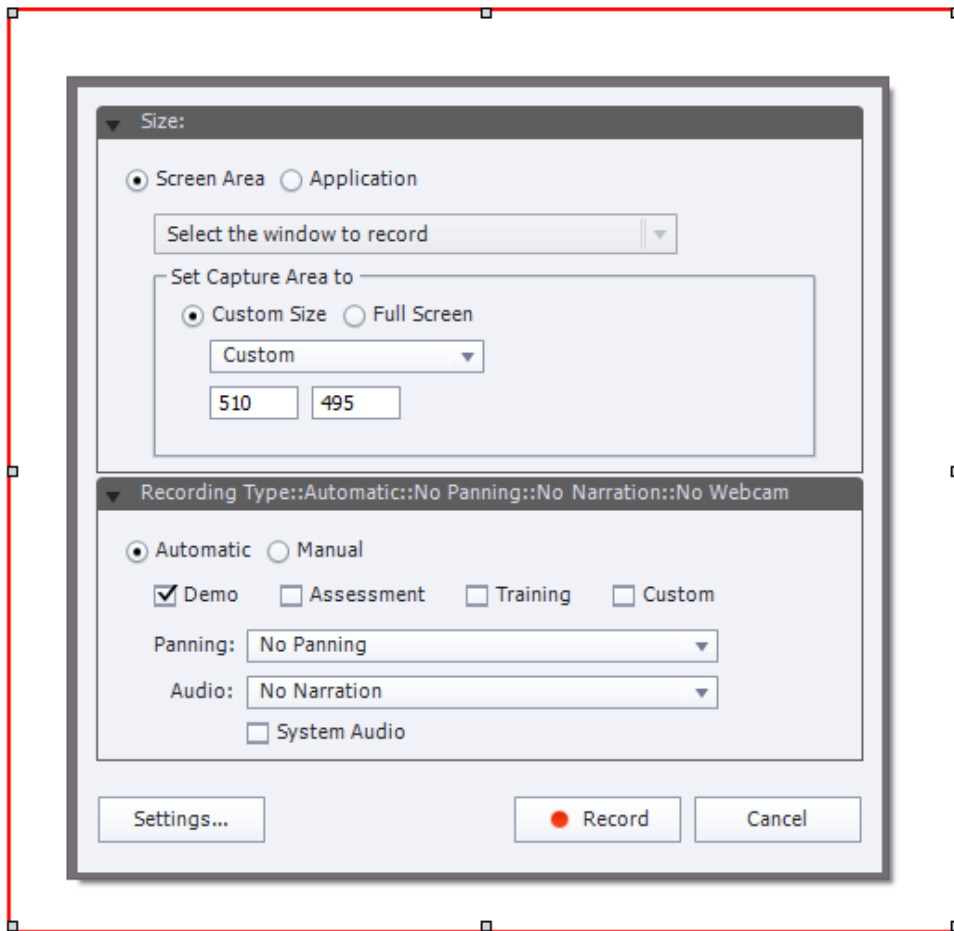 Size:
Screen Area Application
Select the window to record
Set Capture Area to
Custom Size Full Screen
Custom
510 495
Recording Type::Automatic::No Panning::No Narration::No Webcam
Automatic Manual
Demo Assessment Training Custom
Panning: No Panning
Audio: No Narration
System Audio
Settings... Record Cancel